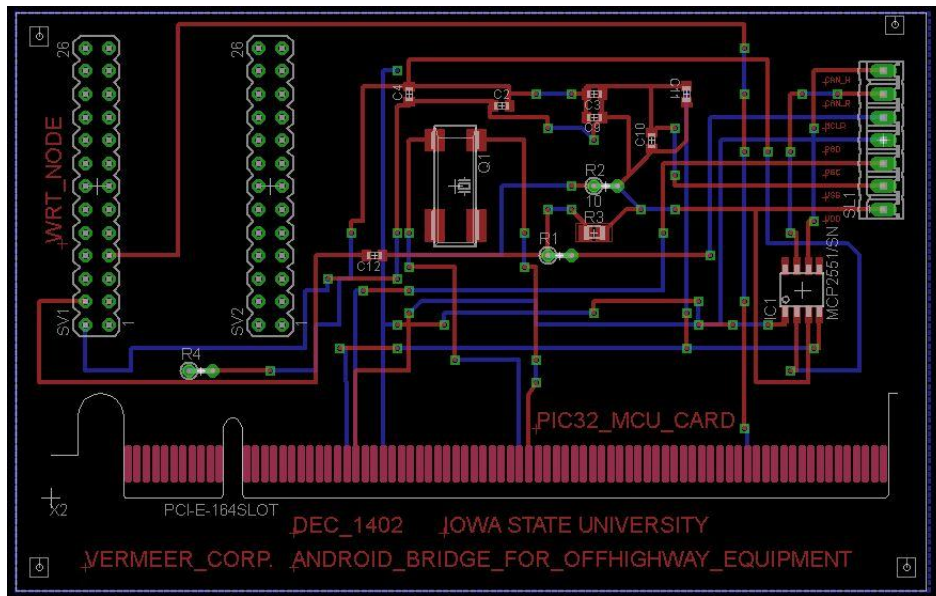 26
26
WRT_NODE
SV1
1
SV2
1
C4
C2
C3
C9
C10
C11
Q1
R2
10
R3
R1
C12
R4
CAN_H
CAN_R
MCLR
PGD
PGC
VSS
VDD
SL1
IC1
MCP2551/SN
PIC32_MCU_CARD
X2
PCI-E-164SLOT
DEC_1402 IOWA STATE UNIVERSITY
VERMEER_CORP. ANDROID_BRIDGE_FOR_OFFHIGHWAY_EQUIPMENT